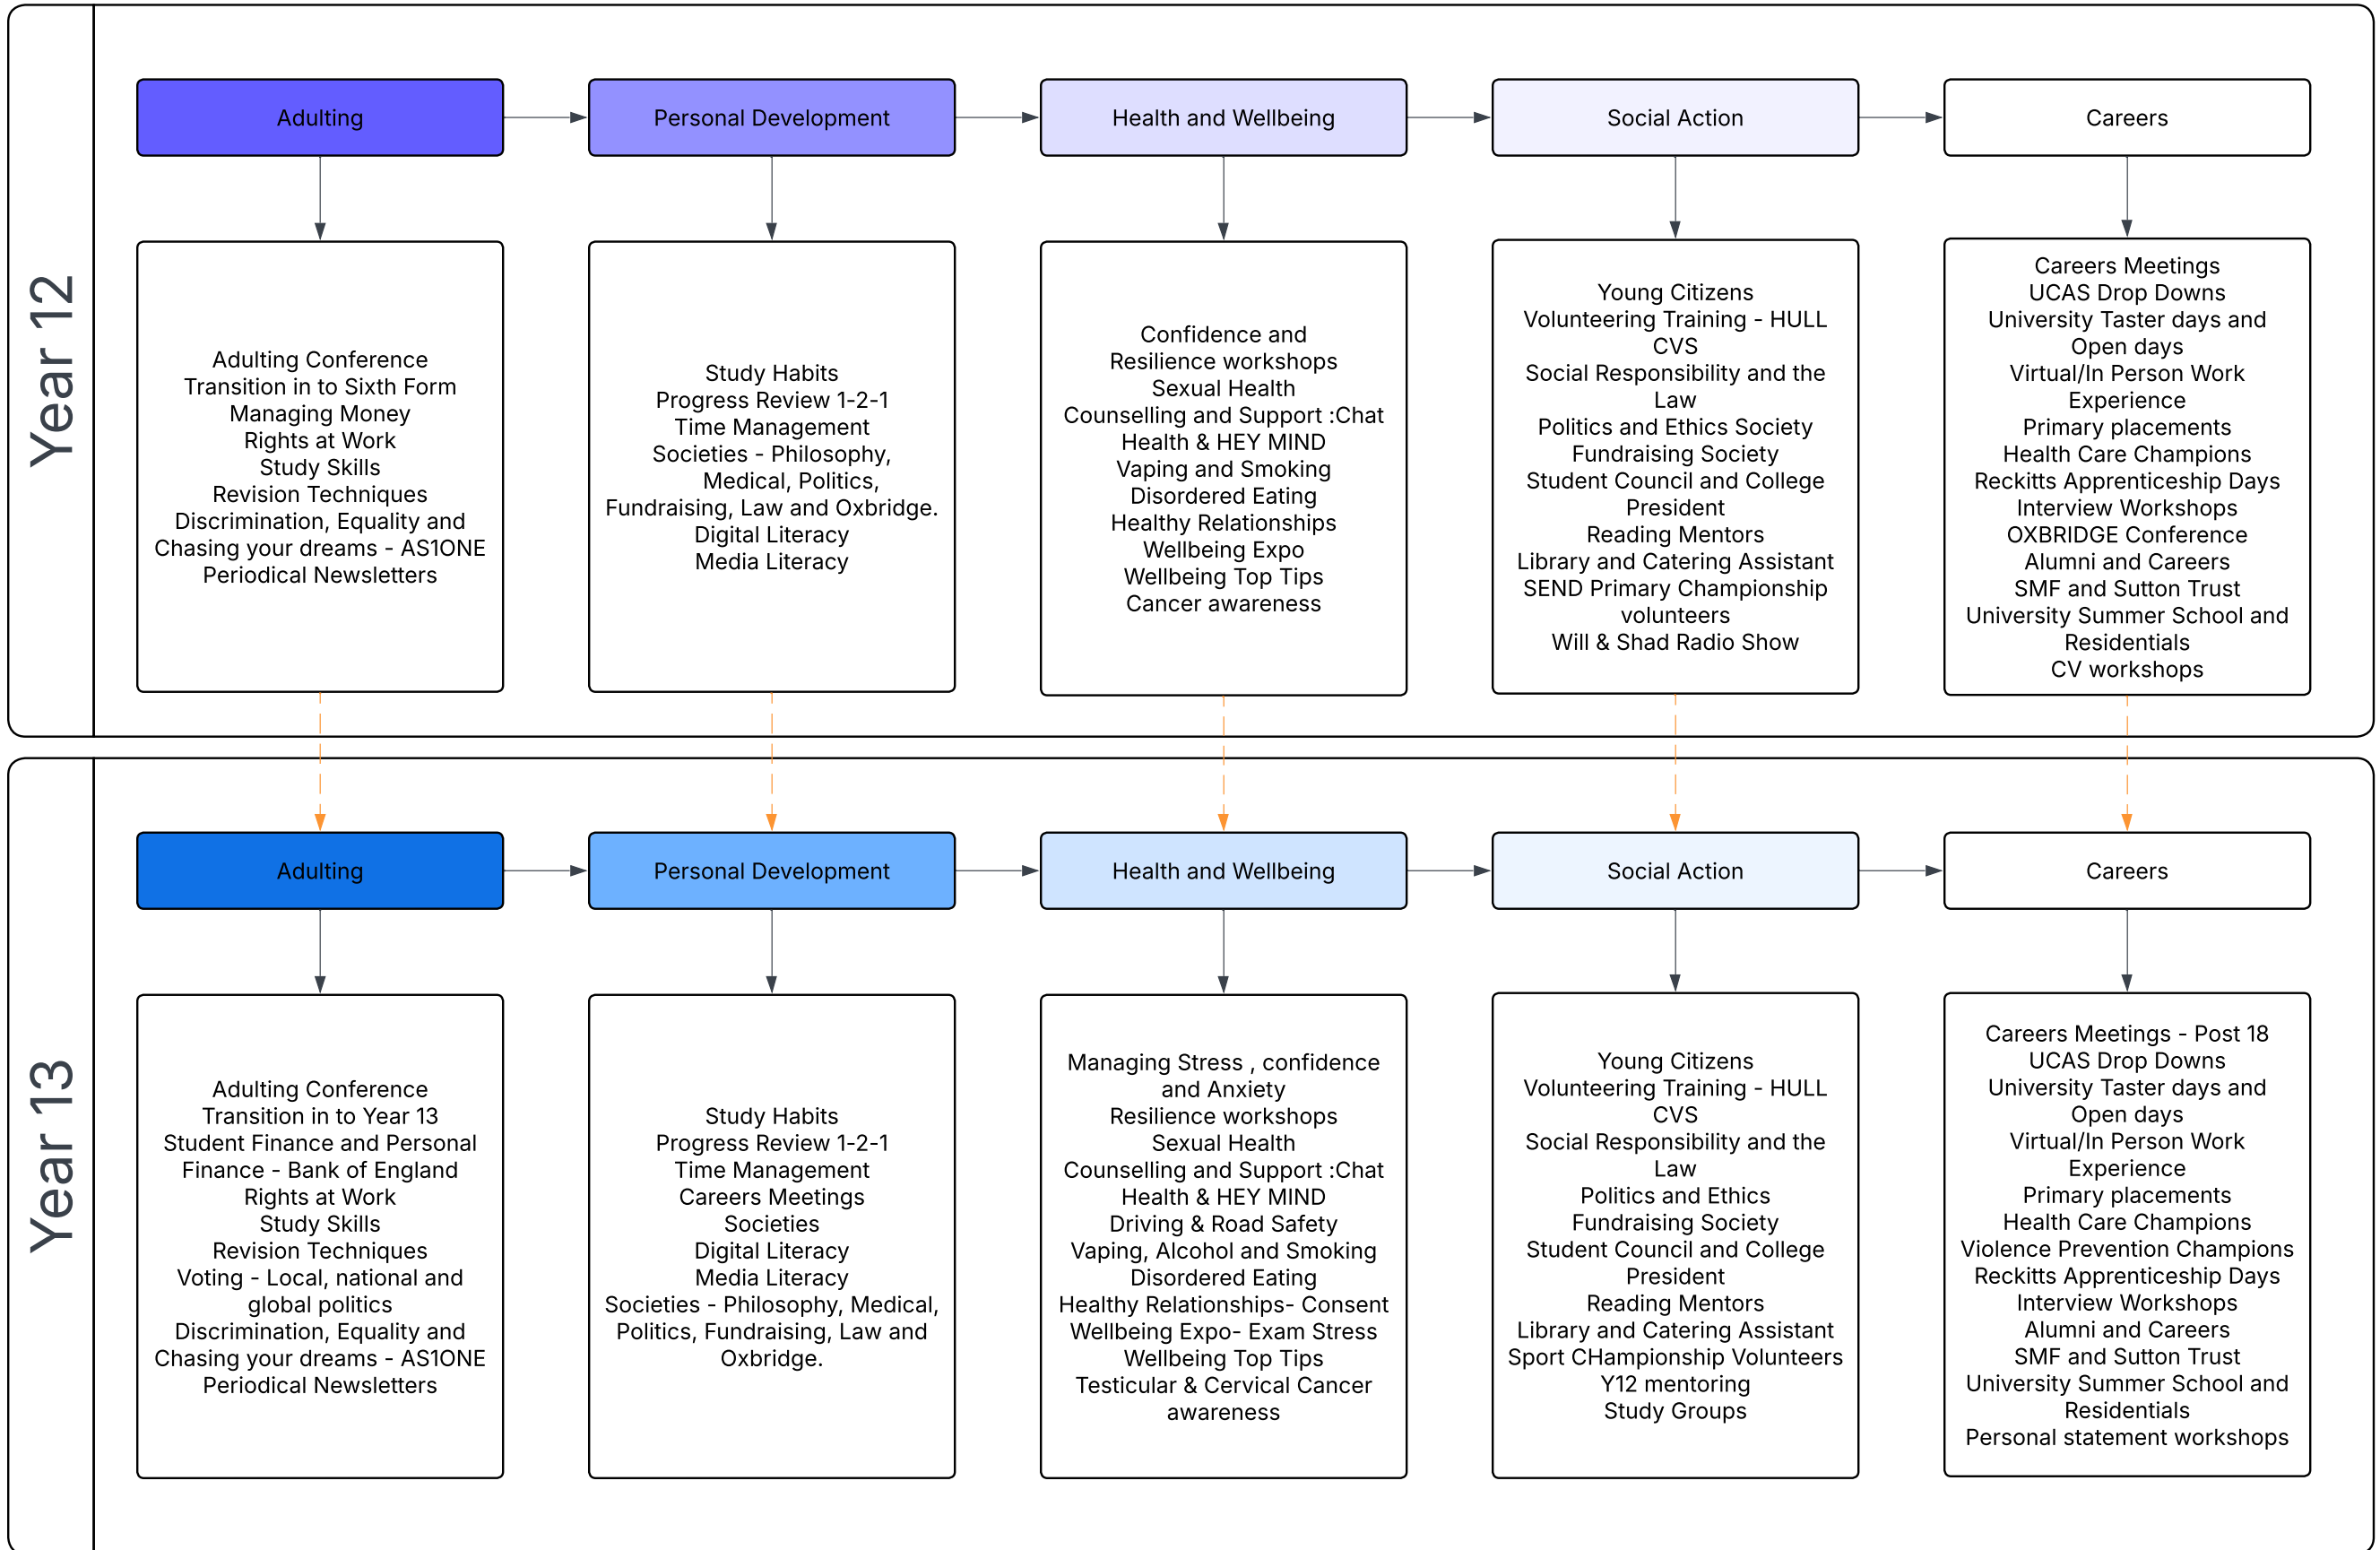 Year 12
Adulting
Personal Development
Health and Wellbeing
Social Action
Careers
Adulting Conference
Transition in to Sixth Form
Managing Money
Rights at Work
Study Skills
Revision Techniques
Discrimination, Equality and
Chasing your dreams - AS1ONE
Periodical Newsletters
Study Habits
Progress Review 1-2-1
Time Management
Societies - Philosophy,
Medical, Politics,
Fundraising, Law and Oxbridge.
Digital Literacy
Media Literacy
Confidence and
Resilience workshops
Sexual Health
Counselling and Support :Chat
Health & HEY MIND
Vaping and Smoking
Disordered Eating
Healthy Relationships
Wellbeing Expo
Wellbeing Top Tips
Cancer awareness
Young Citizens
Volunteering Training - HULL
CVS
Social Responsibility and the
Law
Politics and Ethics Society
Fundraising Society
Student Council and College
President
Reading Mentors
Library and Catering Assistant
SEND Primary Championship
volunteers
Will & Shad Radio Show
Careers Meetings
UCAS Drop Downs
University Taster days and
Open days
Virtual/In Person Work
Experience
Primary placements
Health Care Champions
Reckitts Apprenticeship Days
Interview Workshops
OXBRIDGE Conference
Alumni and Careers
SMF and Sutton Trust
University Summer School and
Residentials
CV workshops
Year 13
Adulting
Personal Development
Health and Wellbeing
Social Action
Careers
Adulting Conference
Transition in to Year 13
Student Finance and Personal
Finance - Bank of England
Rights at Work
Study Skills
Revision Techniques
Voting - Local, national and
global politics
Discrimination, Equality and
Chasing your dreams - AS1ONE
Periodical Newsletters
Study Habits
Progress Review 1-2-1
Time Management
Careers Meetings
Societies
Digital Literacy
Media Literacy
Societies - Philosophy, Medical,
Politics, Fundraising, Law and
Oxbridge.
Managing Stress , confidence
and Anxiety
Resilience workshops
Sexual Health
Counselling and Support :Chat
Health & HEY MIND
Driving & Road Safety
Vaping, Alcohol and Smoking
Disordered Eating
Healthy Relationships- Consent
Wellbeing Expo- Exam Stress
Wellbeing Top Tips
Testicular & Cervical Cancer
awareness
Young Citizens
Volunteering Training - HULL
CVS
Social Responsibility and the
Law
Politics and Ethics
Fundraising Society
Student Council and College
President
Reading Mentors
Library and Catering Assistant
Sport CHampionship Volunteers
Y12 mentoring
Study Groups
Careers Meetings - Post 18
UCAS Drop Downs
University Taster days and
Open days
Virtual/In Person Work
Experience
Primary placements
Health Care Champions
Violence Prevention Champions
Reckitts Apprenticeship Days
Interview Workshops
Alumni and Careers
SMF and Sutton Trust
University Summer School and
Residentials
Personal statement workshops